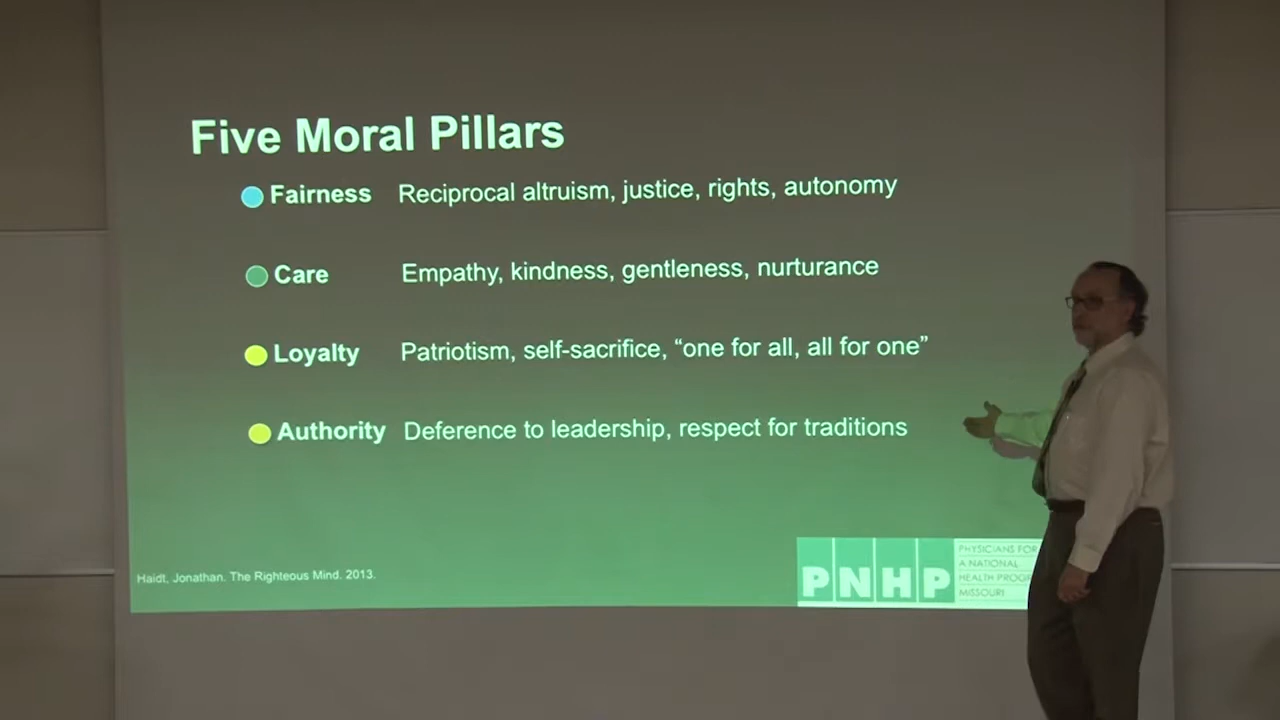 Five Moral Pillars
Fairness Reciprocal altruism, justice, rights, autonomy
Care Empathy, kindness, gentleness, nurturance
Loyalty Patriotism, self-sacrifice, “one for all, all for one”
Authority Deference to leadership, respect for traditions
Haidt, Jonathan. The Righteous Mind. 2013.
PNHP
PHYSICIANS FOR
A NATIONAL
HEALTH PROGR
MISSOURI